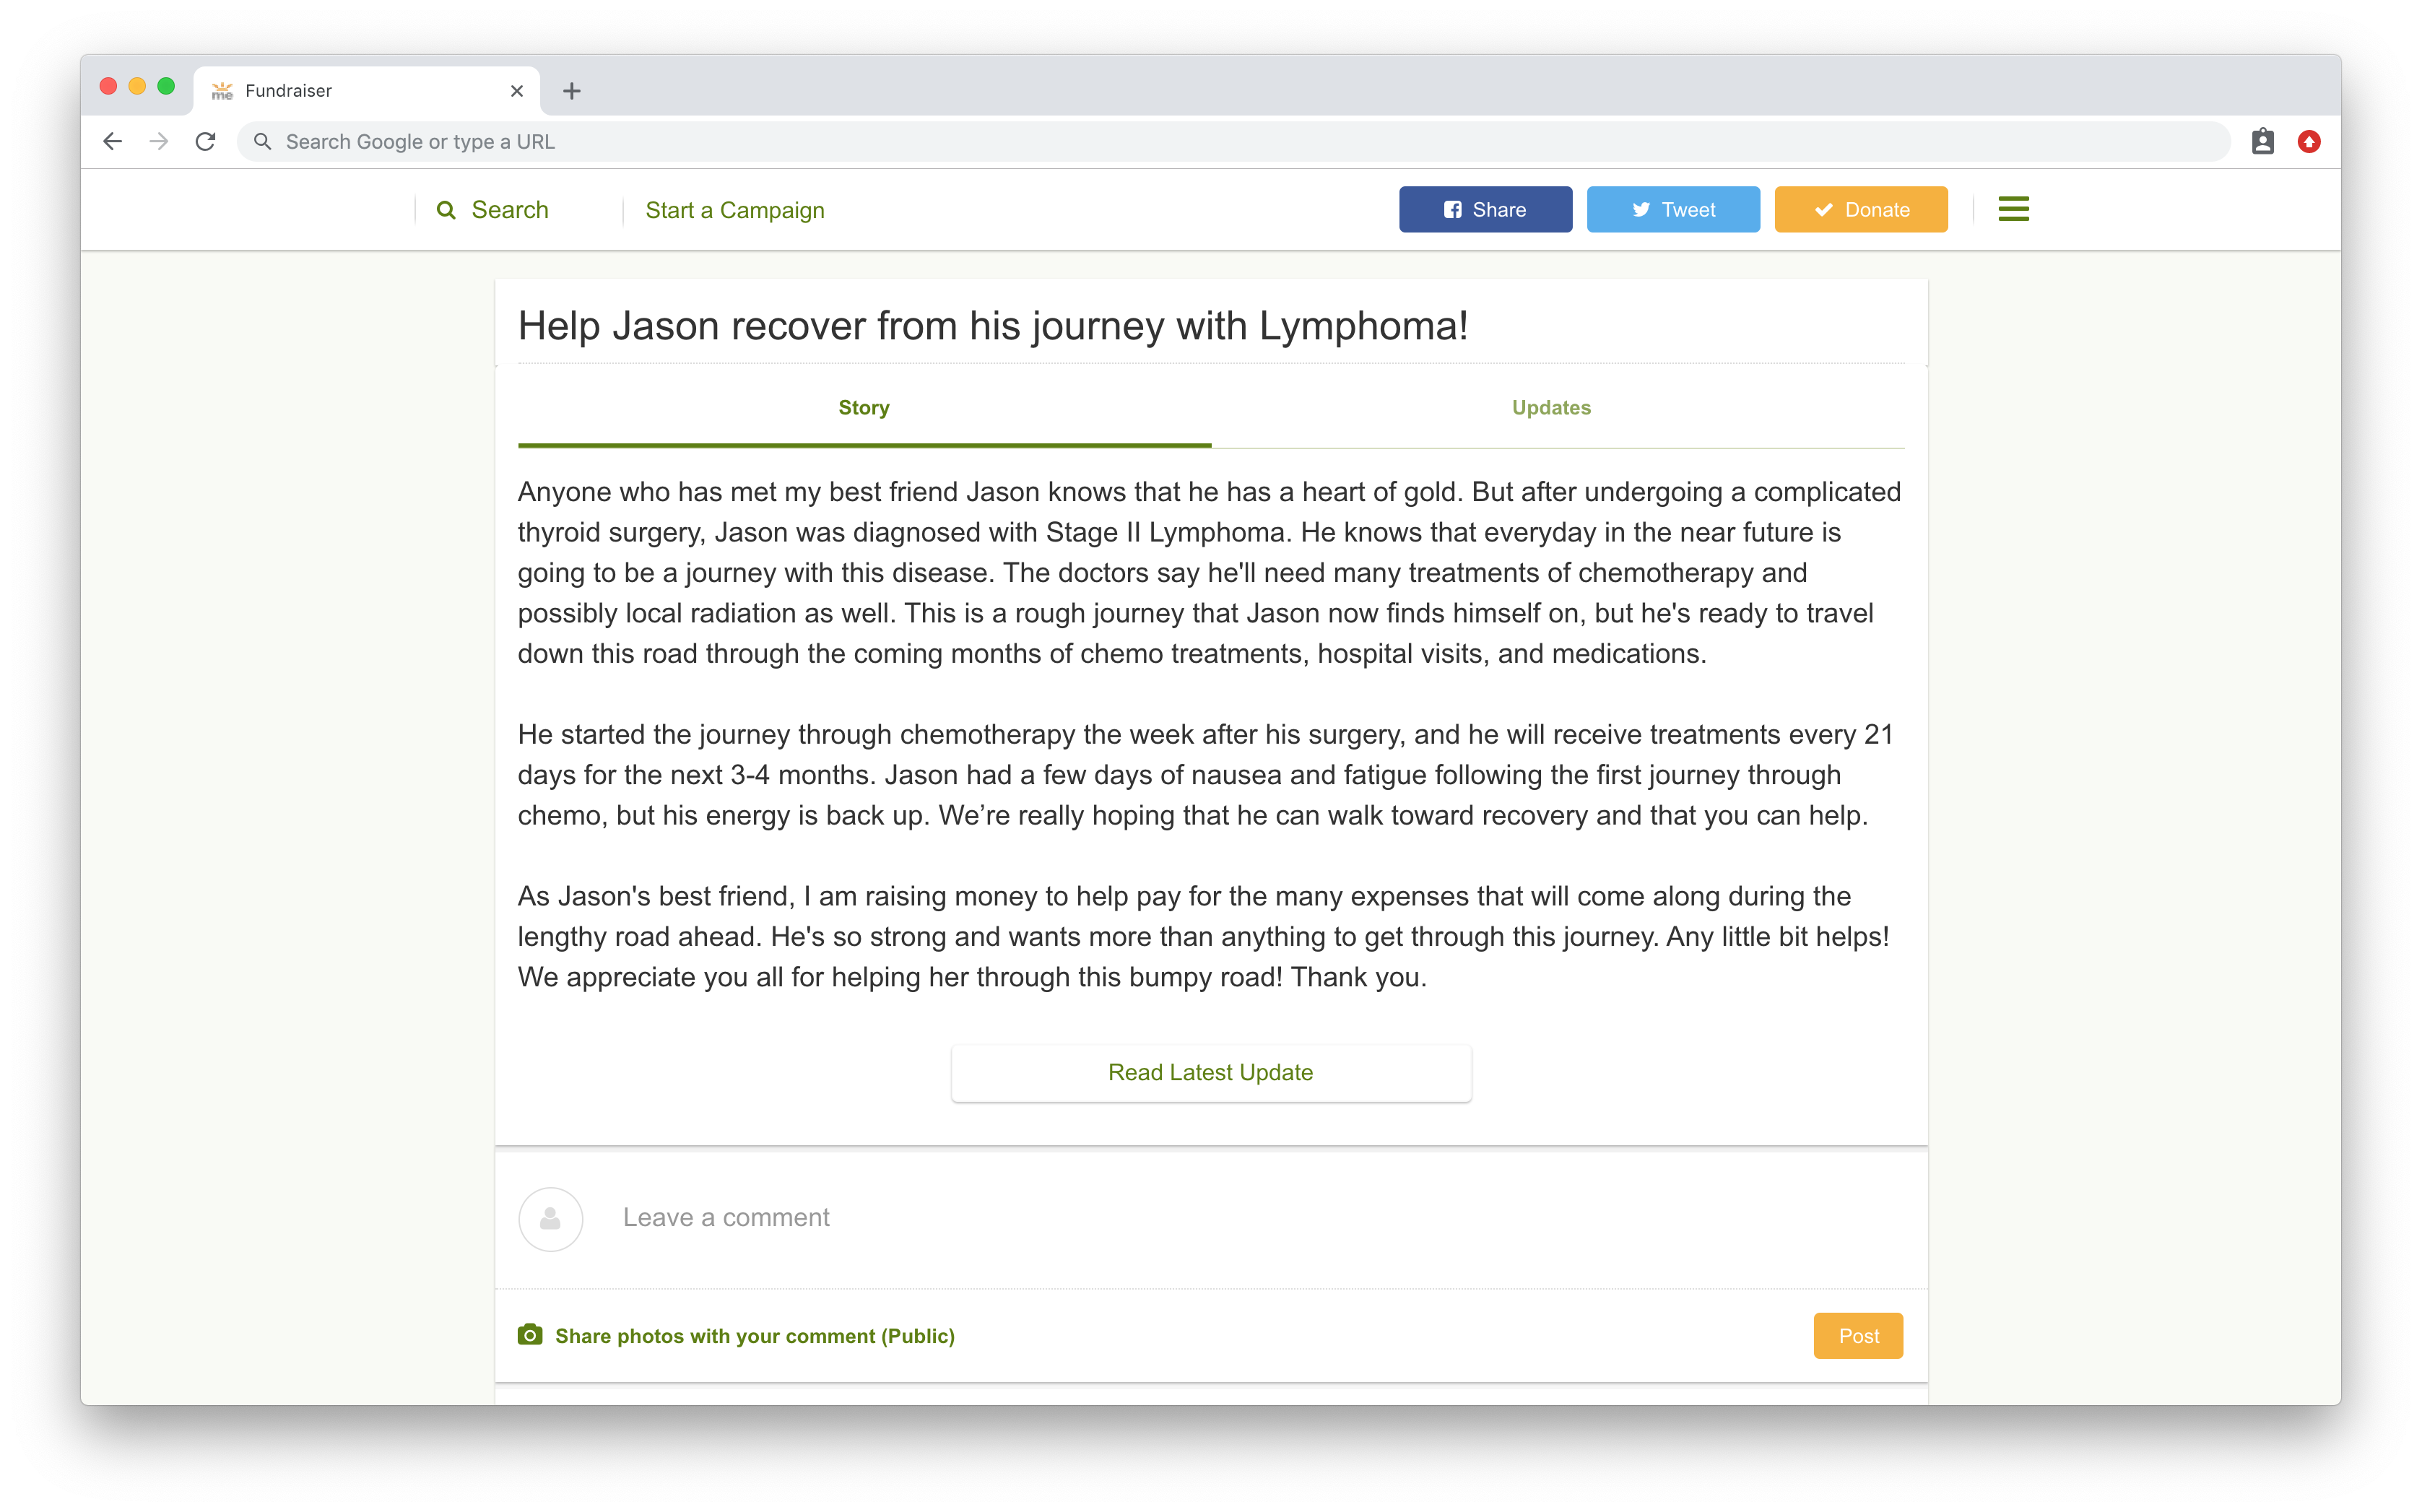 me Fundraiser
Search Google or type a URL
Search
Start a Campaign
Share
Tweet
Donate
Help Jason recover from his journey with Lymphoma!
Story
Updates
Anyone who has met my best friend Jason knows that he has a heart of gold. But after undergoing a complicated
thyroid surgery, Jason was diagnosed with Stage II Lymphoma. He knows that everyday in the near future is
going to be a journey with this disease. The doctors say he'll need many treatments of chemotherapy and
possibly local radiation as well. This is a rough journey that Jason now finds himself on, but he's ready to travel
down this road through the coming months of chemo treatments, hospital visits, and medications.
He started the journey through chemotherapy the week after his surgery, and he will receive treatments every 21
days for the next 3-4 months. Jason had a few days of nausea and fatigue following the first journey through
chemo, but his energy is back up. We’re really hoping that he can walk toward recovery and that you can help.
As Jason's best friend, I am raising money to help pay for the many expenses that will come along during the
lengthy road ahead. He's so strong and wants more than anything to get through this journey. Any little bit helps!
We appreciate you all for helping her through this bumpy road! Thank you.
Read Latest Update
Leave a comment
Share photos with your comment (Public)
Post